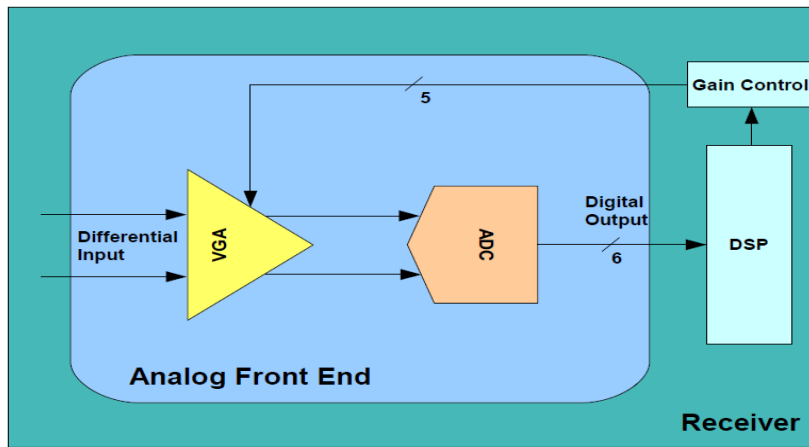 Gain Control
5
Differential
Input
VGA
ADC
Digital
Output
6
DSP
Analog Front End
Receiver